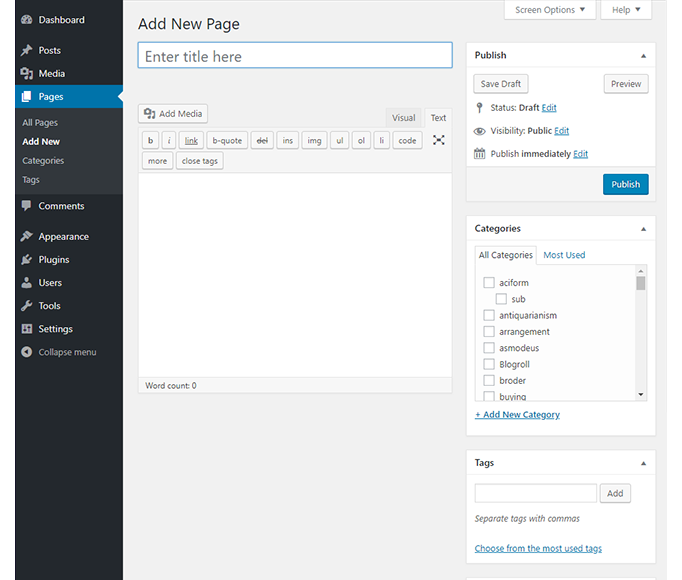 Dashboard
Posts
Media
Pages
All Pages
Add New
Categories
Tags
Comments
Appearance
Plugins
Users
Tools
Settings
Collapse menu
Screen Options
Help
Add New Page
Enter title here
Add Media
Visual
Text
b
i
link
b-quote
del
ins
img
ul
ol
li
code
more
close tags
Word count: 0
Publish
Save Draft
Preview
Status: Draft Edit
Visibility: Public Edit
Publish immediately Edit
Publish
Categories
All Categories
Most Used
aciform
sub
antiquarianism
arrangement
asmodeus
Blogroll
broder
buying
+ Add New Category
Tags
Add
Separate tags with commas
Choose from the most used tags